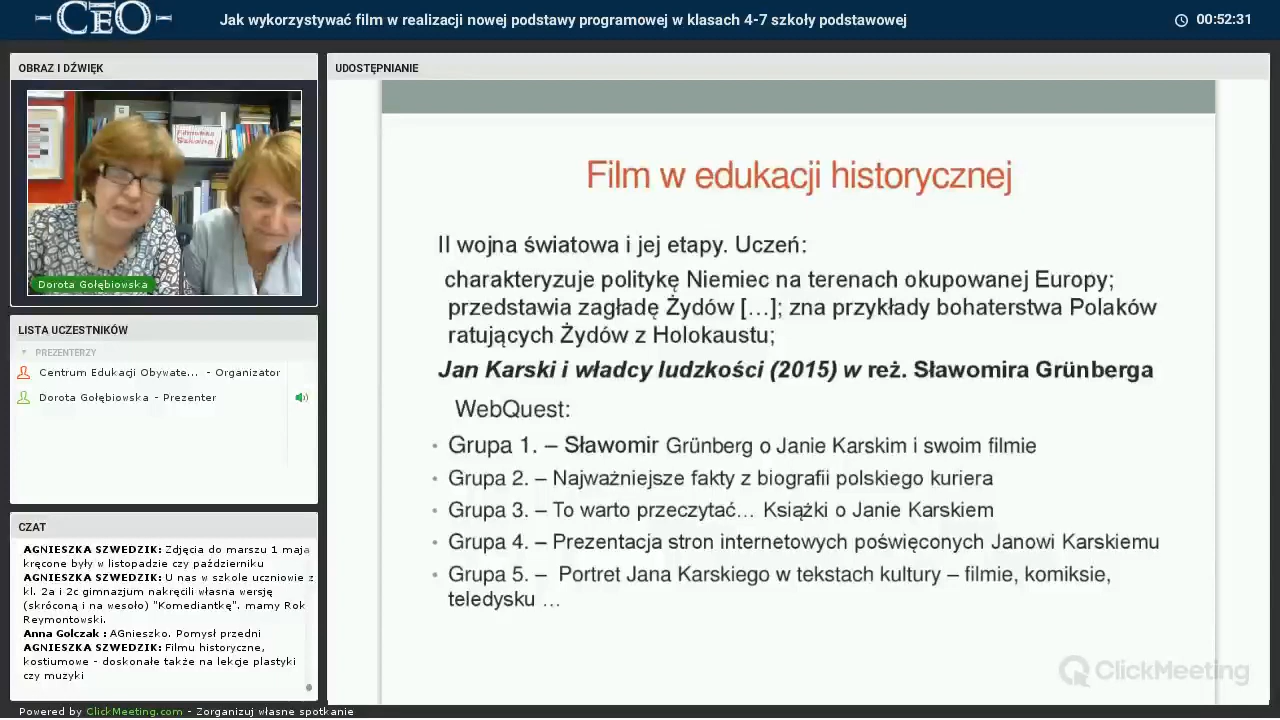 CEO
Jak wykorzystywać film w realizacji nowej podstawy programowej w klasach 4-7 szkoły podstawowej
00:52:31
OBRAZ I DŹWIĘK
Filmoteka
Szkolna
Dorota Gołębiowska
LISTA UCZESTNIKÓW
PREZENTERZY
Centrum Edukacji Obywate... - Organizator
Dorota Gołębiowska - Prezenter
CZAT
AGNIESZKA SZWEDZIK: Zdjęcia do marszu 1 maja
kręcone były w listopadzie czy październiku
AGNIESZKA SZWEDZIK: U nas w szkole uczniowie z
kl. 2a i 2c gimnazjum nakręcili własna wersję
(skróconą i na wesoło) "Komediantkę", mamy Rok
Reymontowski.
Anna Golczak : AGnieszko. Pomysł przedni
AGNIESZKA SZWEDZIK: Filmu historyczne,
kostiumowe - doskonałe także na lekcje plastyki
czy muzyki
UDOSTĘPNIANIE
Film w edukacji historycznej
II wojna światowa i jej etapy. Uczeń:
charakteryzuje politykę Niemiec na terenach okupowanej Europy;
przedstawia zagładę Żydów […]; zna przykłady bohaterstwa Polaków
ratujących Żydów z Holokaustu;
Jan Karski i władcy ludzkości (2015) w reż. Sławomira Grünberga
WebQuest:
• Grupa 1. – Sławomir Grünberg o Janie Karskim i swoim filmie
• Grupa 2. – Najważniejsze fakty z biografii polskiego kuriera
• Grupa 3. – To warto przeczytać… Książki o Janie Karskiem
• Grupa 4. – Prezentacja stron internetowych poświęconych Janowi Karskiemu
• Grupa 5. – Portret Jana Karskiego w tekstach kultury – filmie, komiksie,
teledysku …
ClickMeeting
Powered by ClickMeeting.com - Zorganizuj własne spotkanie